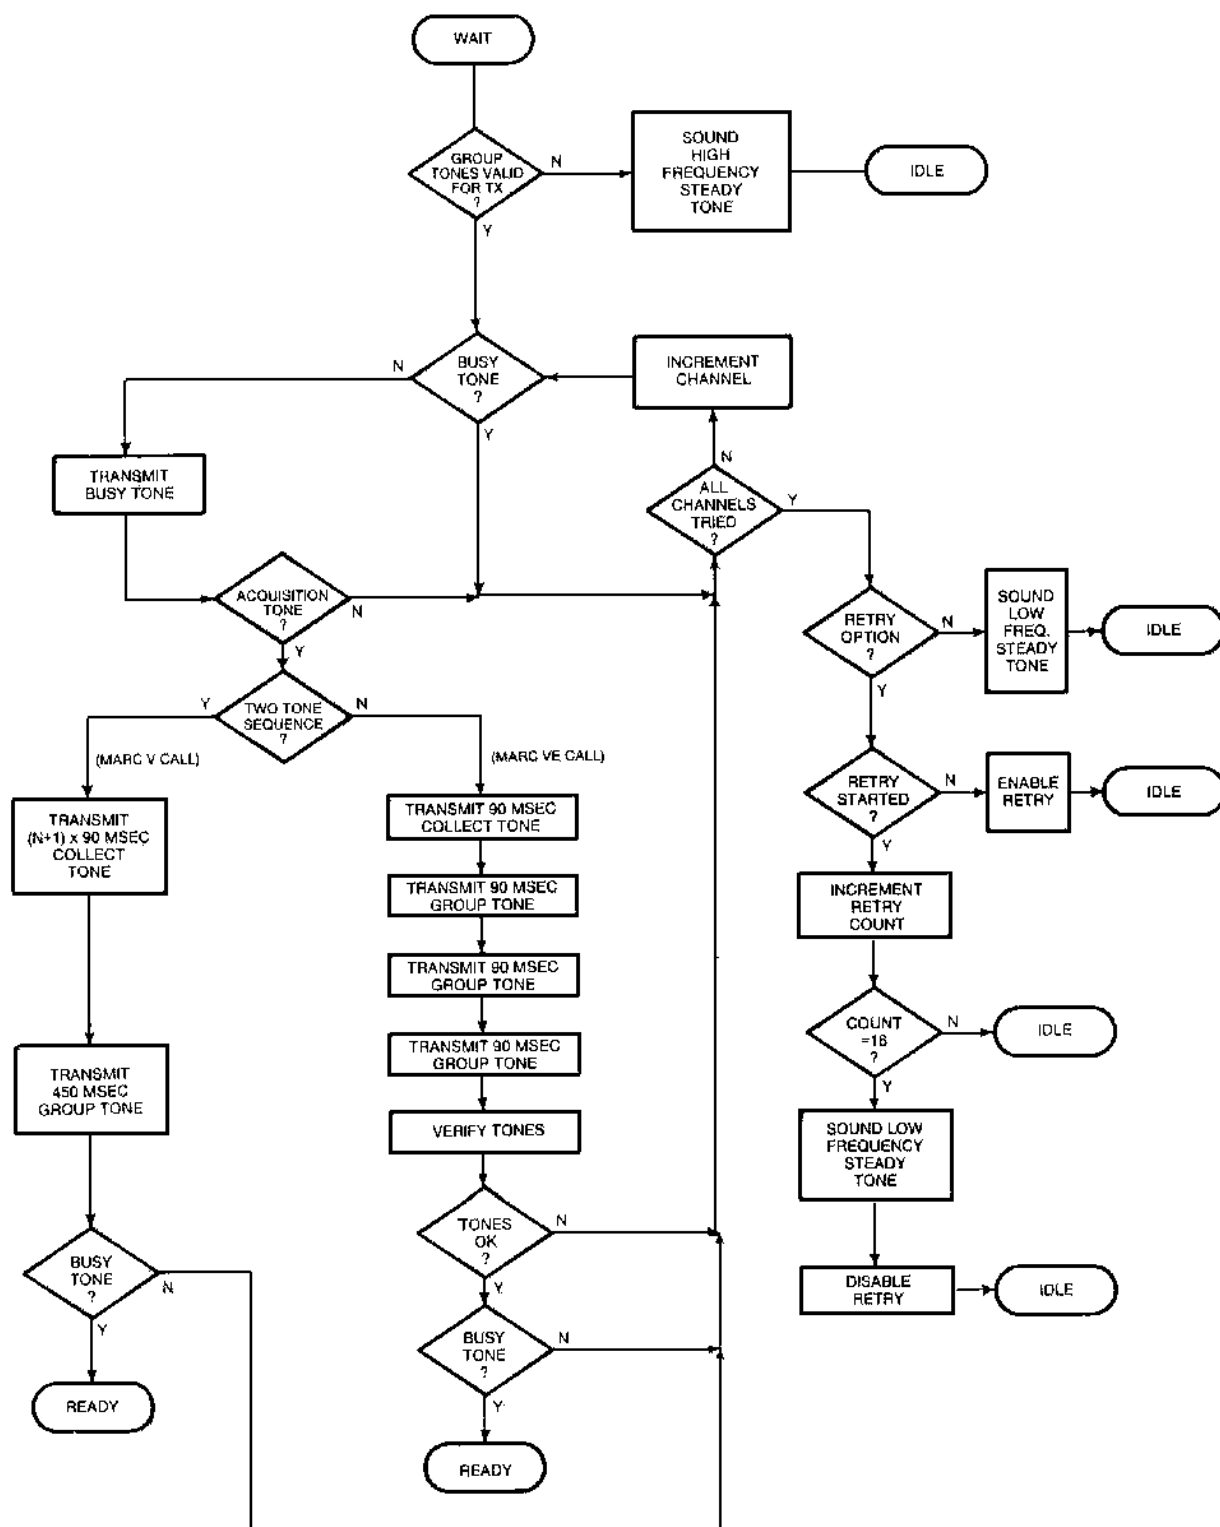 WAIT
GROUP
TONES VALID
FOR TX
?
N
Y
SOUND
HIGH
FREQUENCY
STEADY
TONE
IDLE
BUSY
TONE
?
N
Y
INCREMENT
CHANNEL
TRANSMIT
BUSY TONE
N
ALL
CHANNELS
TRIED
?
Y
ACQUISITION
TONE
?
N
Y
RETRY
OPTION
?
N
Y
SOUND
LOW
FREQ.
STEADY
TONE
IDLE
TWO TONE
SEQUENCE
?
Y
N
(MARC V CALL)
(MARC VE CALL)
RETRY
STARTED
?
N
Y
ENABLE
RETRY
IDLE
TRANSMIT
(N+1) x 90 MSEC
COLLECT
TONE
TRANSMIT 90 MSEC
COLLECT TONE
TRANSMIT 90 MSEC
GROUP TONE
TRANSMIT 90 MSEC
GROUP TONE
TRANSMIT 90 MSEC
GROUP TONE
VERIFY TONES
INCREMENT
RETRY
COUNT
COUNT
=16
?
N
Y
IDLE
TRANSMIT
450 MSEC
GROUP TONE
SOUND LOW
FREQUENCY
STEADY
TONE
TONES
OK
?
N
Y
BUSY
TONE
?
N
Y
DISABLE
RETRY
IDLE
BUSY
TONE
?
N
Y
READY
READY